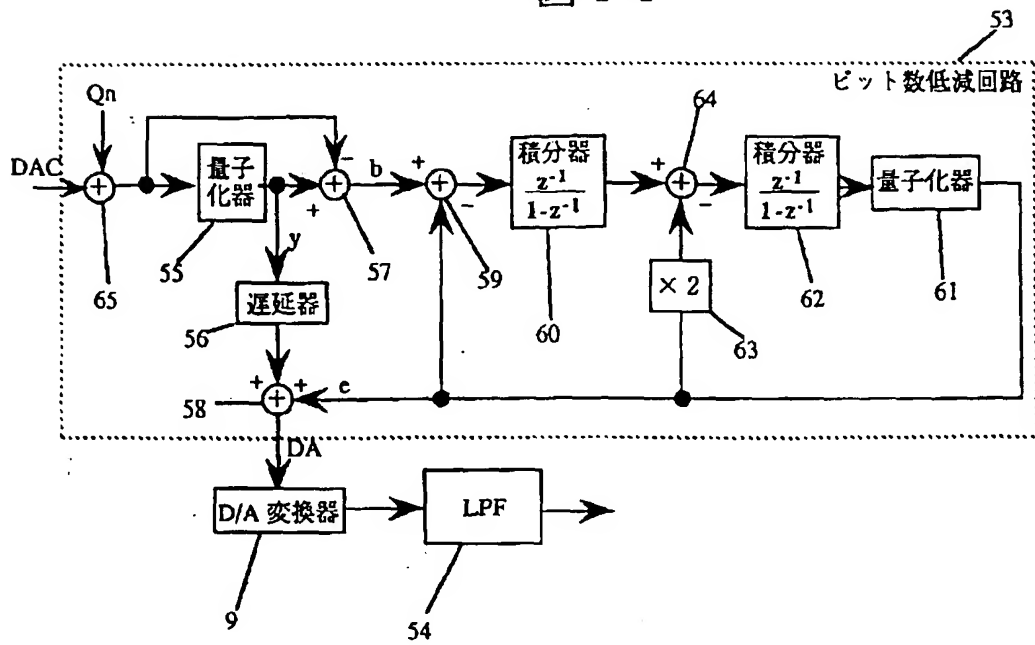 53
ビット数低減回路
Qn
64
DAC
量子
化器
b
積分器
z⁻¹
1-z⁻¹
積分器
z⁻¹
1-z⁻¹
量子化器
+
-
+
+
-
+
-
+
+
+
y
55
57
59
65
遅延器
56
60
× 2
63
62
61
+
+
e
58
+
DA
D/A 変換器
LPF
9
54